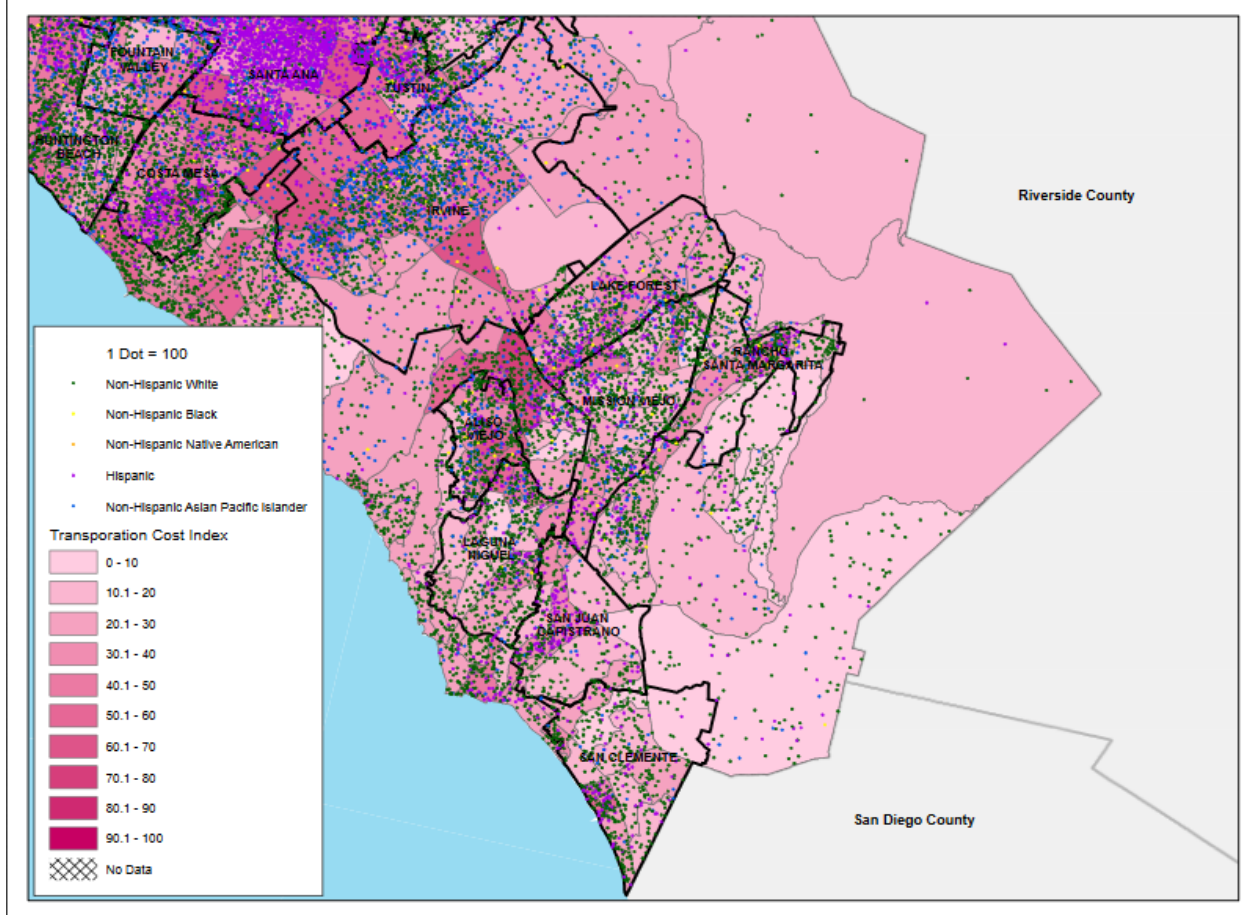 FOUNTAIN
VALLEY
SANTA ANA
TUSTIN
HUNTINGTON
BEACH
COSTA MESA
IRVINE
Riverside County
LAKE FOREST
RANCHO
SANTA MARGARITA
MISSION VIEJO
ALISO
VIEJO
LAGUNA
NIGUEL
SAN JUAN
CAPISTRANO
SAN CLEMENTE
San Diego County
1 Dot = 100
Non-Hispanic White
Non-Hispanic Black
Non-Hispanic Native American
Hispanic
Non-Hispanic Asian Pacific Islander
Transporation Cost Index
0 - 10
10.1 - 20
20.1 - 30
30.1 - 40
40.1 - 50
50.1 - 60
60.1 - 70
70.1 - 80
80.1 - 90
90.1 - 100
No Data